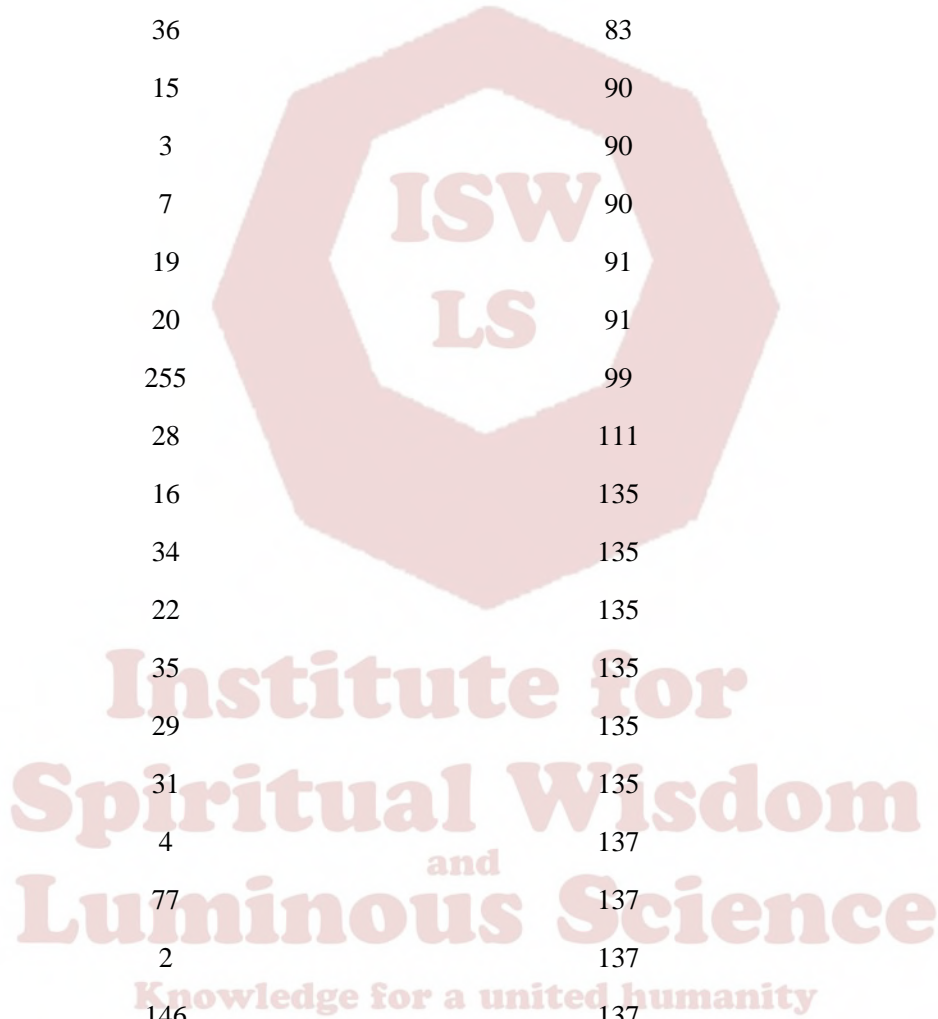 36 83
15 90
3 90
7 90
ISW
19 91
LS
20 91
255 99
28 111
16 135
34 135
22 135
Institute for
35 135
29 135
Spiritual Wisdom
31 135
4 137
and
Luminous Science
77 137
2 137
Knowledge for a united humanity
146 137